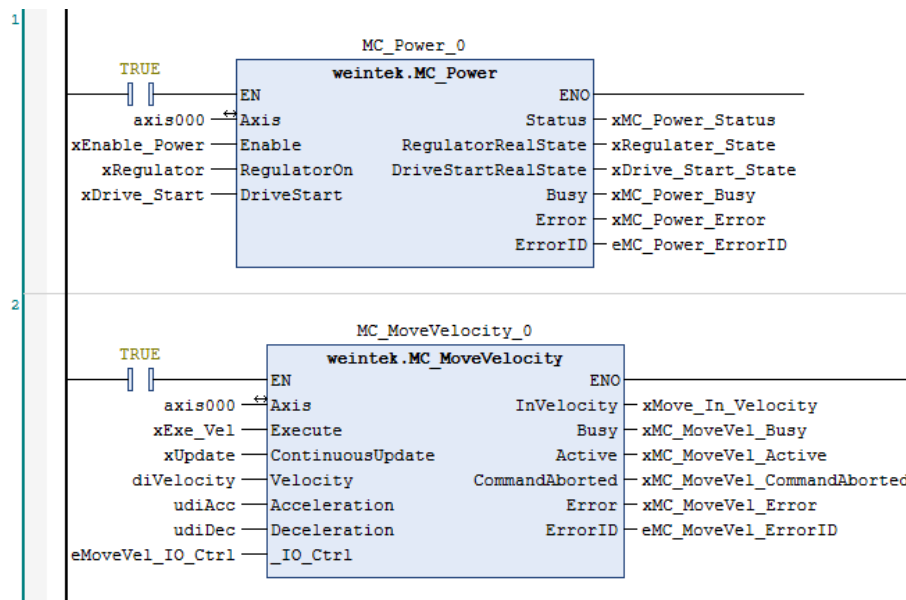 1
MC_Power_0
TRUE
weintek.MC_Power
EN ENO
axis000 Axis Status xMC_Power_Status
xEnable_Power Enable RegulatorRealState xRegulater_State
xRegulator RegulatorOn DriveStartRealState xDrive_Start_State
xDrive_Start DriveStart Busy xMC_Power_Busy
Error xMC_Power_Error
ErrorID eMC_Power_ErrorID
2
MC_MoveVelocity_0
TRUE
weintek.MC_MoveVelocity
EN ENO
axis000 Axis InVelocity xMove_In_Velocity
xExe_Vel Execute Busy xMC_MoveVel_Busy
xUpdate ContinuousUpdate Active xMC_MoveVel_Active
diVelocity Velocity CommandAborted xMC_MoveVel_CommandAborted
udiAcc Acceleration Error xMC_MoveVel_Error
udiDec Deceleration ErrorID eMC_MoveVel_ErrorID
eMoveVel_IO_Ctrl _IO_Ctrl